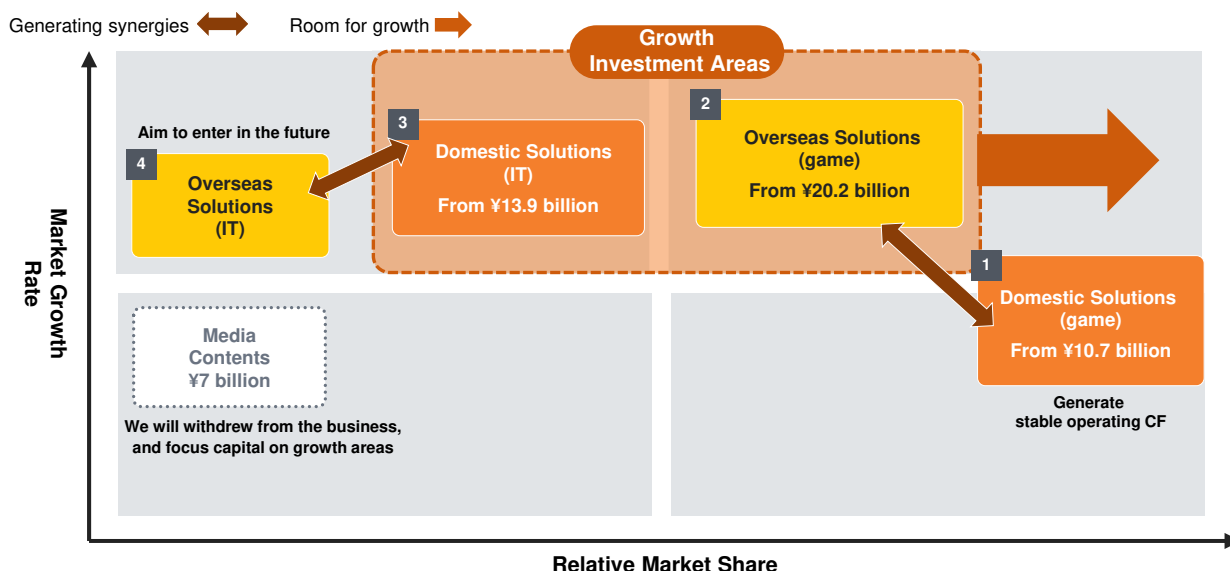 Generating synergies
Room for growth
Growth
Investment Areas
Market Growth
Rate
Aim to enter in the future
4
Overseas
Solutions
(IT)
3
Domestic Solutions
(IT)
From ¥13.9 billion
2
Overseas Solutions
(game)
From ¥20.2 billion
1
Domestic Solutions
(game)
From ¥10.7 billion
Generate
stable operating CF
Media
Contents
¥7 billion
We will withdrew from the business,
and focus capital on growth areas
Relative Market Share